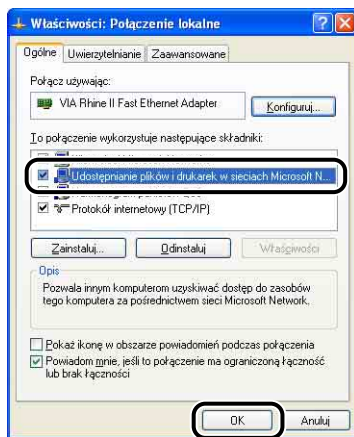 Właściwości: Połączenie lokalne
Ogólne Uwierzytelnianie Zaawansowane
Połącz używając:
VIA Rhine II Fast Ethernet Adapter
Konfiguruj...
To połączenie wykorzystuje następujące składniki:
Udostępnianie plików i drukarek w sieciach Microsoft N...
Protokół internetowy (TCP/IP)
Zainstaluj... Odinstaluj Właściwości
Opis
Pozwala innym komputerom uzyskiwać dostęp do zasobów
tego komputera za pośrednictwem sieci Microsoft Network.
Pokaż ikonę w obszarze powiadomień podczas połączenia
Powiadom mnie, jeśli to połączenie ma ograniczoną łączność
lub brak łączności
OK Anuluj